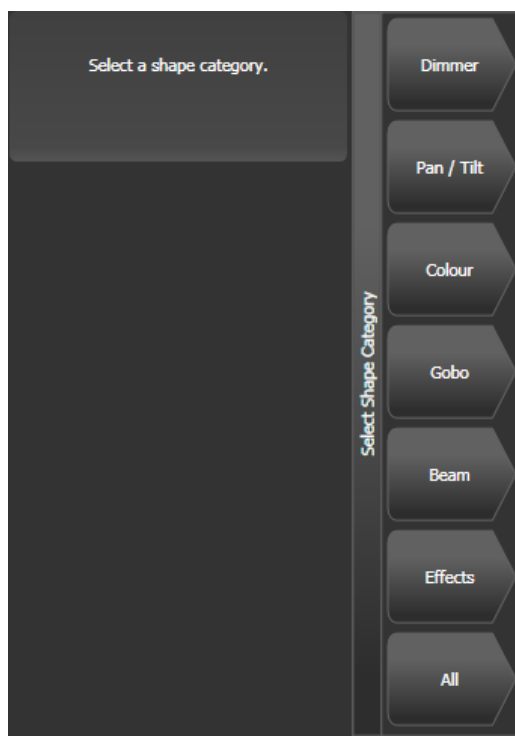 Select a shape category.
Select Shape Category
Dimmer
Pan / Tilt
Colour
Gobo
Beam
Effects
All